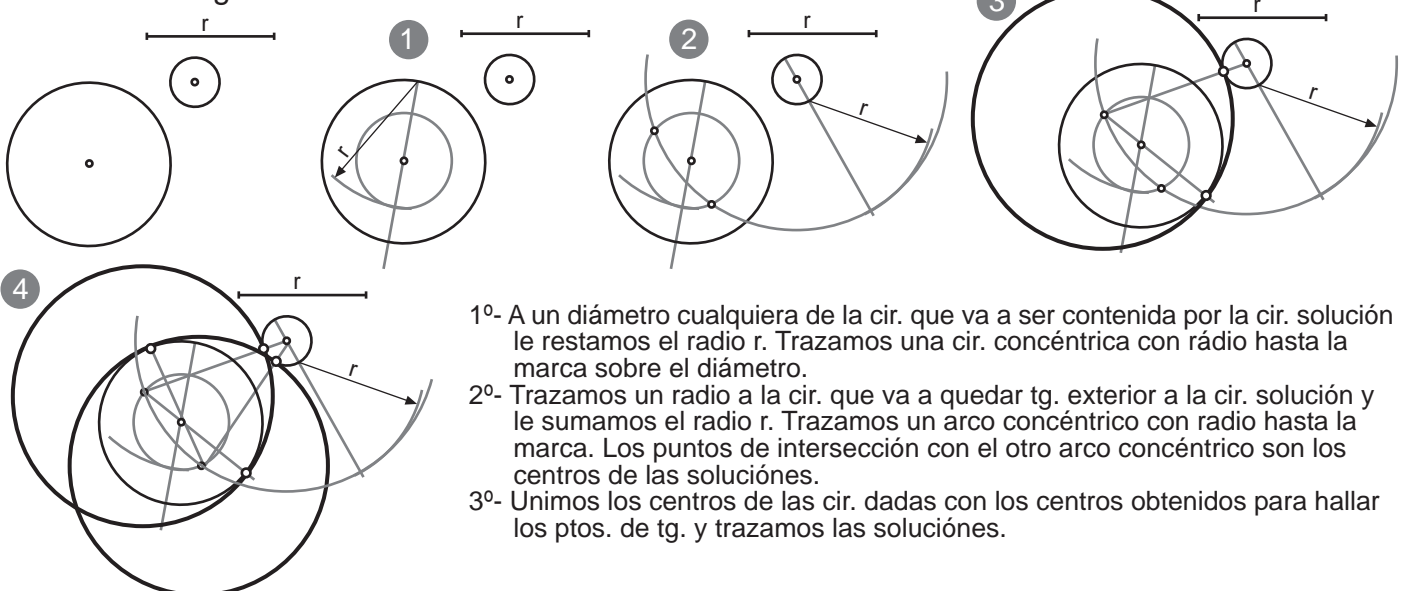 r
1
r
2
r
3
r
r
r
r
4
r
r
1º- A un diámetro cualquiera de la cir. que va a ser contenida por la cir. solución
le restamos el radio r. Trazamos una cir. concéntrica con rádio hasta la
marca sobre el diámetro.
2º- Trazamos un radio a la cir. que va a quedar tg. exterior a la cir. solución y
le sumamos el radio r. Trazamos un arco concéntrico con radio hasta la
marca. Los puntos de intersección con el otro arco concéntrico son los
centros de las soluciónes.
3º- Unimos los centros de las cir. dadas con los centros obtenidos para hallar
los ptos. de tg. y trazamos las soluciónes.